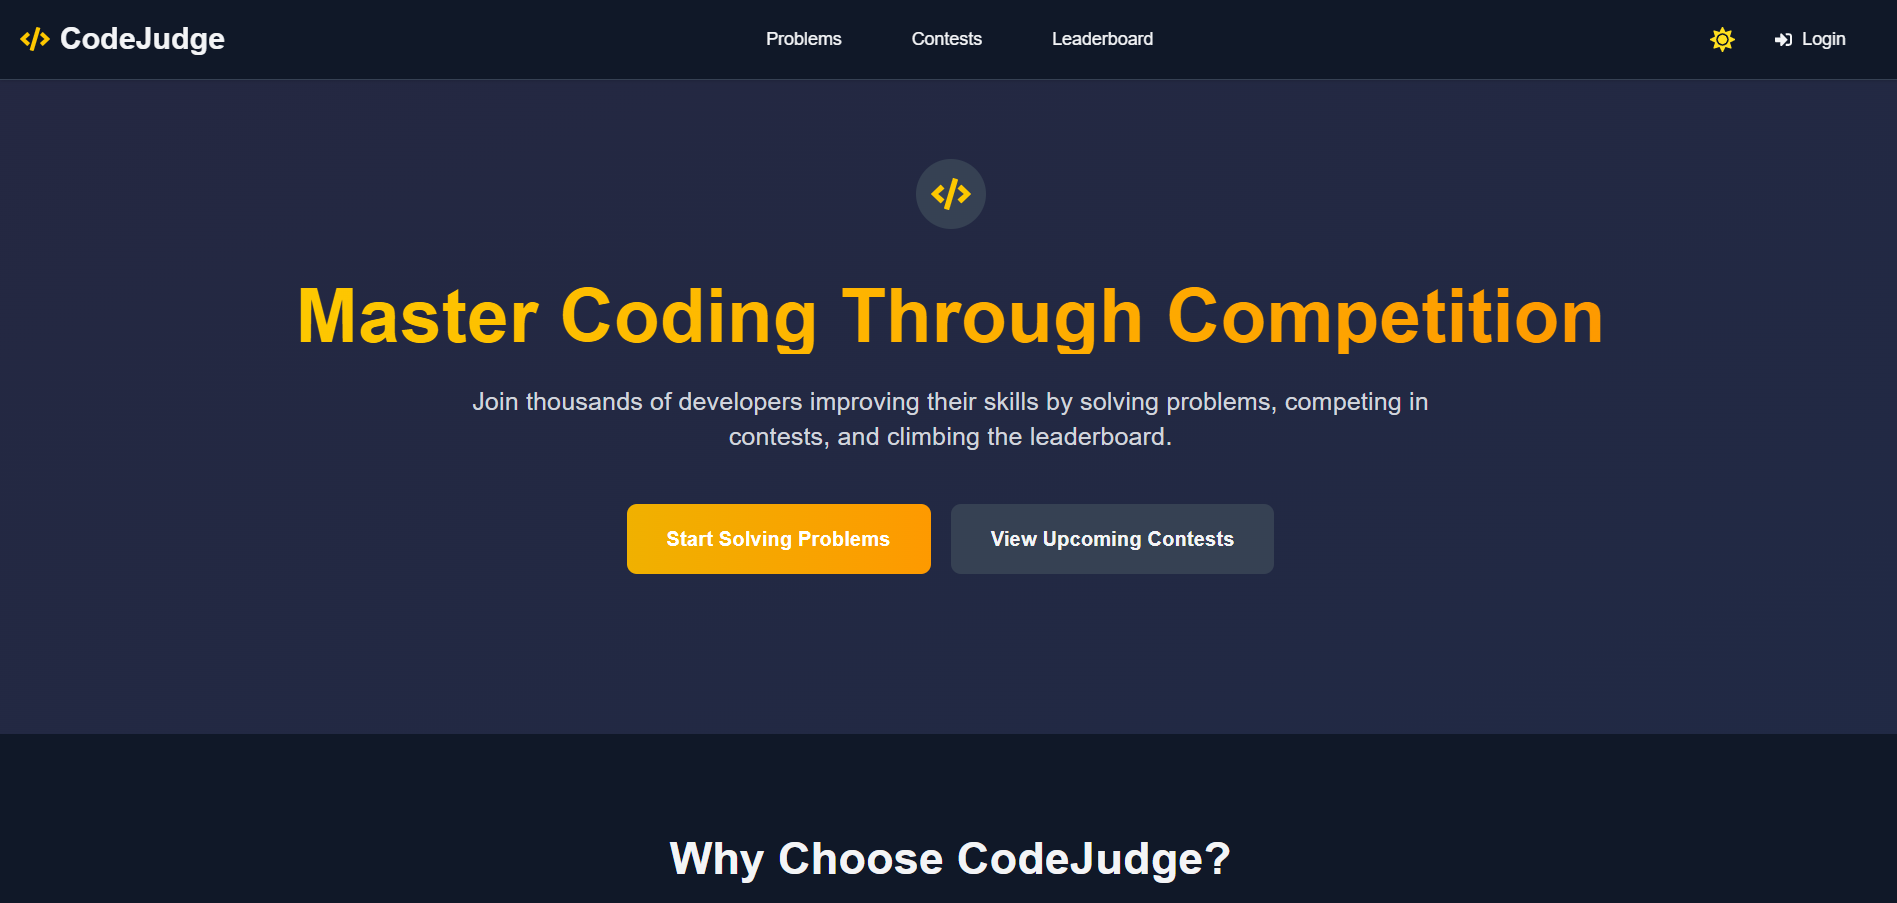 CodeJudge
Problems
Contests
Leaderboard
Login
Master Coding Through Competition
Join thousands of developers improving their skills by solving problems, competing in
contests, and climbing the leaderboard.
Start Solving Problems
View Upcoming Contests
Why Choose CodeJudge?